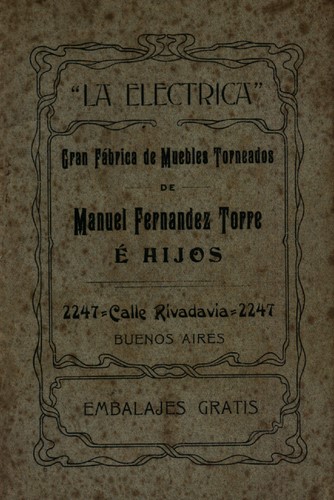 "LA ELECTRICA"
Gran Fábrica de Muebles Torneados
DE
Manuel Fernandez Torre
É HIJOS
2247=Calle Rivadavia=2247
BUENOS AIRES
EMBALAJES GRATIS